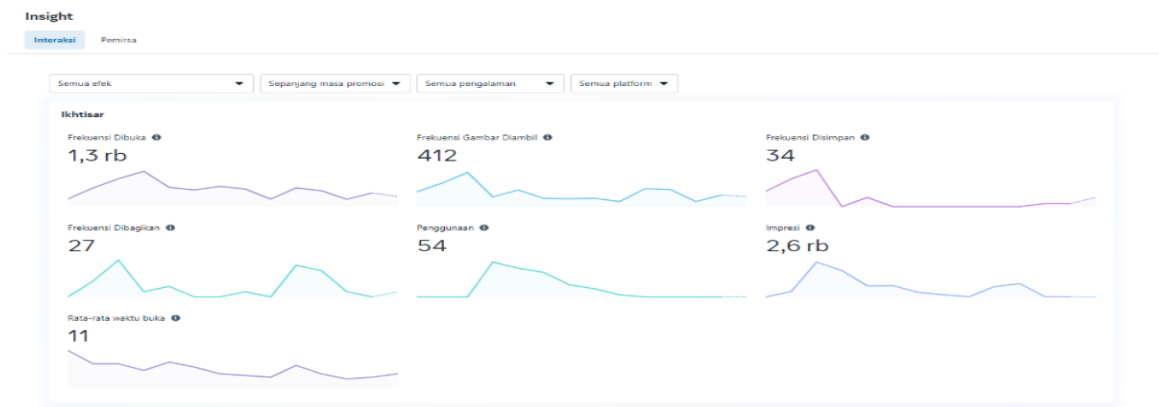 Insight
Interaksi Pemirsa
Semua efek Sepanjang masa promosi Semua pengalaman Semua platform
Ikhtisar
Frekuensi Dibuka Frekuensi Gambar Diambil Frekuensi Disimpan
1,3 rb 412 34
Frekuensi Dibagikan Penggunaan Impresi
27 54 2,6 rb
Rata-rata waktu buka
11